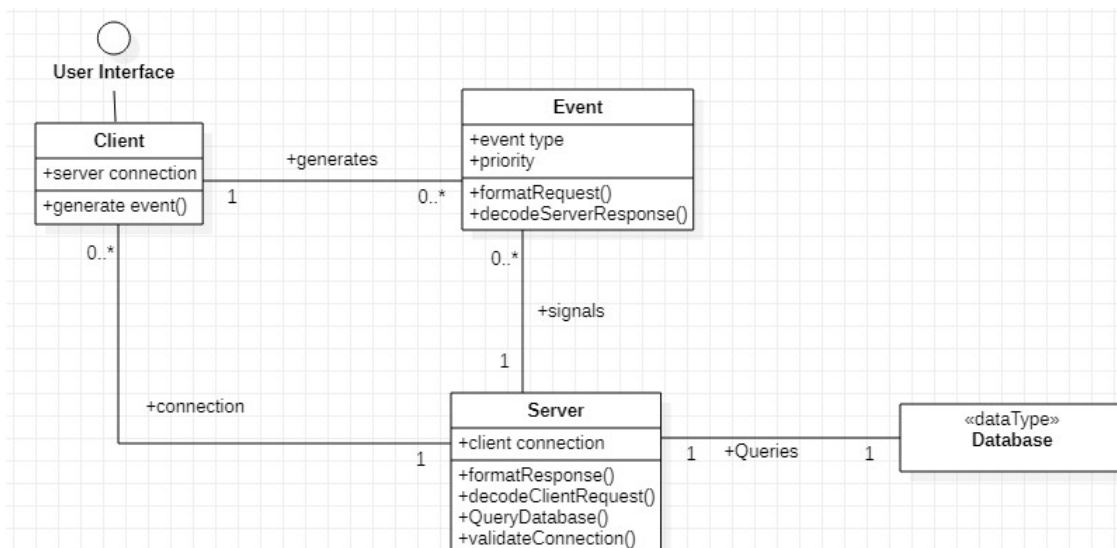 User Interface
Client
+server connection
+generate event()
+generates
1
0..*
Event
+event type
+priority
+formatRequest()
+decodeServerResponse()
0..*
0..*
+signals
1
+connection
1
Server
+client connection
+formatResponse()
+decodeClientRequest()
+QueryDatabase()
+validateConnection()
1
+Queries
1
«dataType»
Database